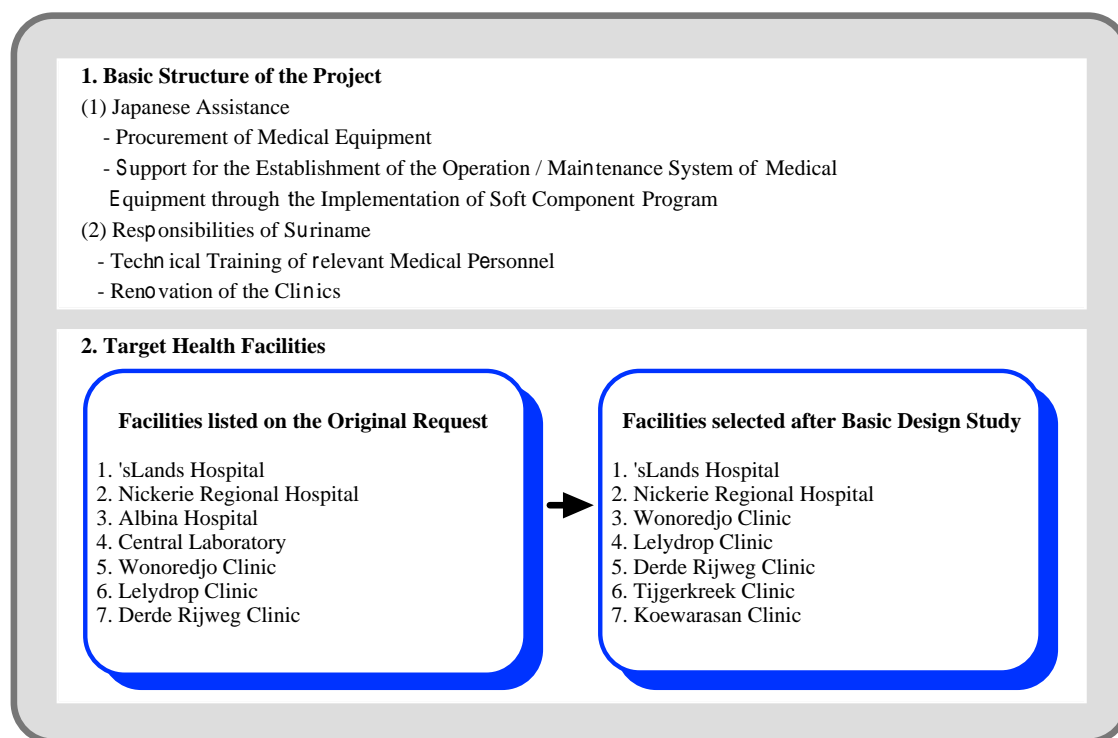 1. Basic Structure of the Project
(1) Japanese Assistance
- Procurement of Medical Equipment
- Support for the Establishment of the Operation / Maintenance System of Medical
Equipment through the Implementation of Soft Component Program
(2) Responsibilities of Suriname
- Technical Training of relevant Medical Personnel
- Renovation of the Clinics
2. Target Health Facilities
Facilities listed on the Original Request
1. 'sLands Hospital
2. Nickerie Regional Hospital
3. Albina Hospital
4. Central Laboratory
5. Wonoredjo Clinic
6. Lelydrop Clinic
7. Derde Rijweg Clinic
Facilities selected after Basic Design Study
1. 'sLands Hospital
2. Nickerie Regional Hospital
3. Wonoredjo Clinic
4. Lelydrop Clinic
5. Derde Rijweg Clinic
6. Tijgerkreek Clinic
7. Koewarasan Clinic